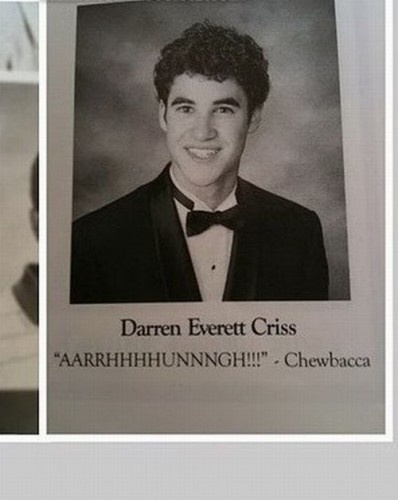 Darren Everett Criss
"AARRHHHHUNNNGH!!!" - Chewbacca